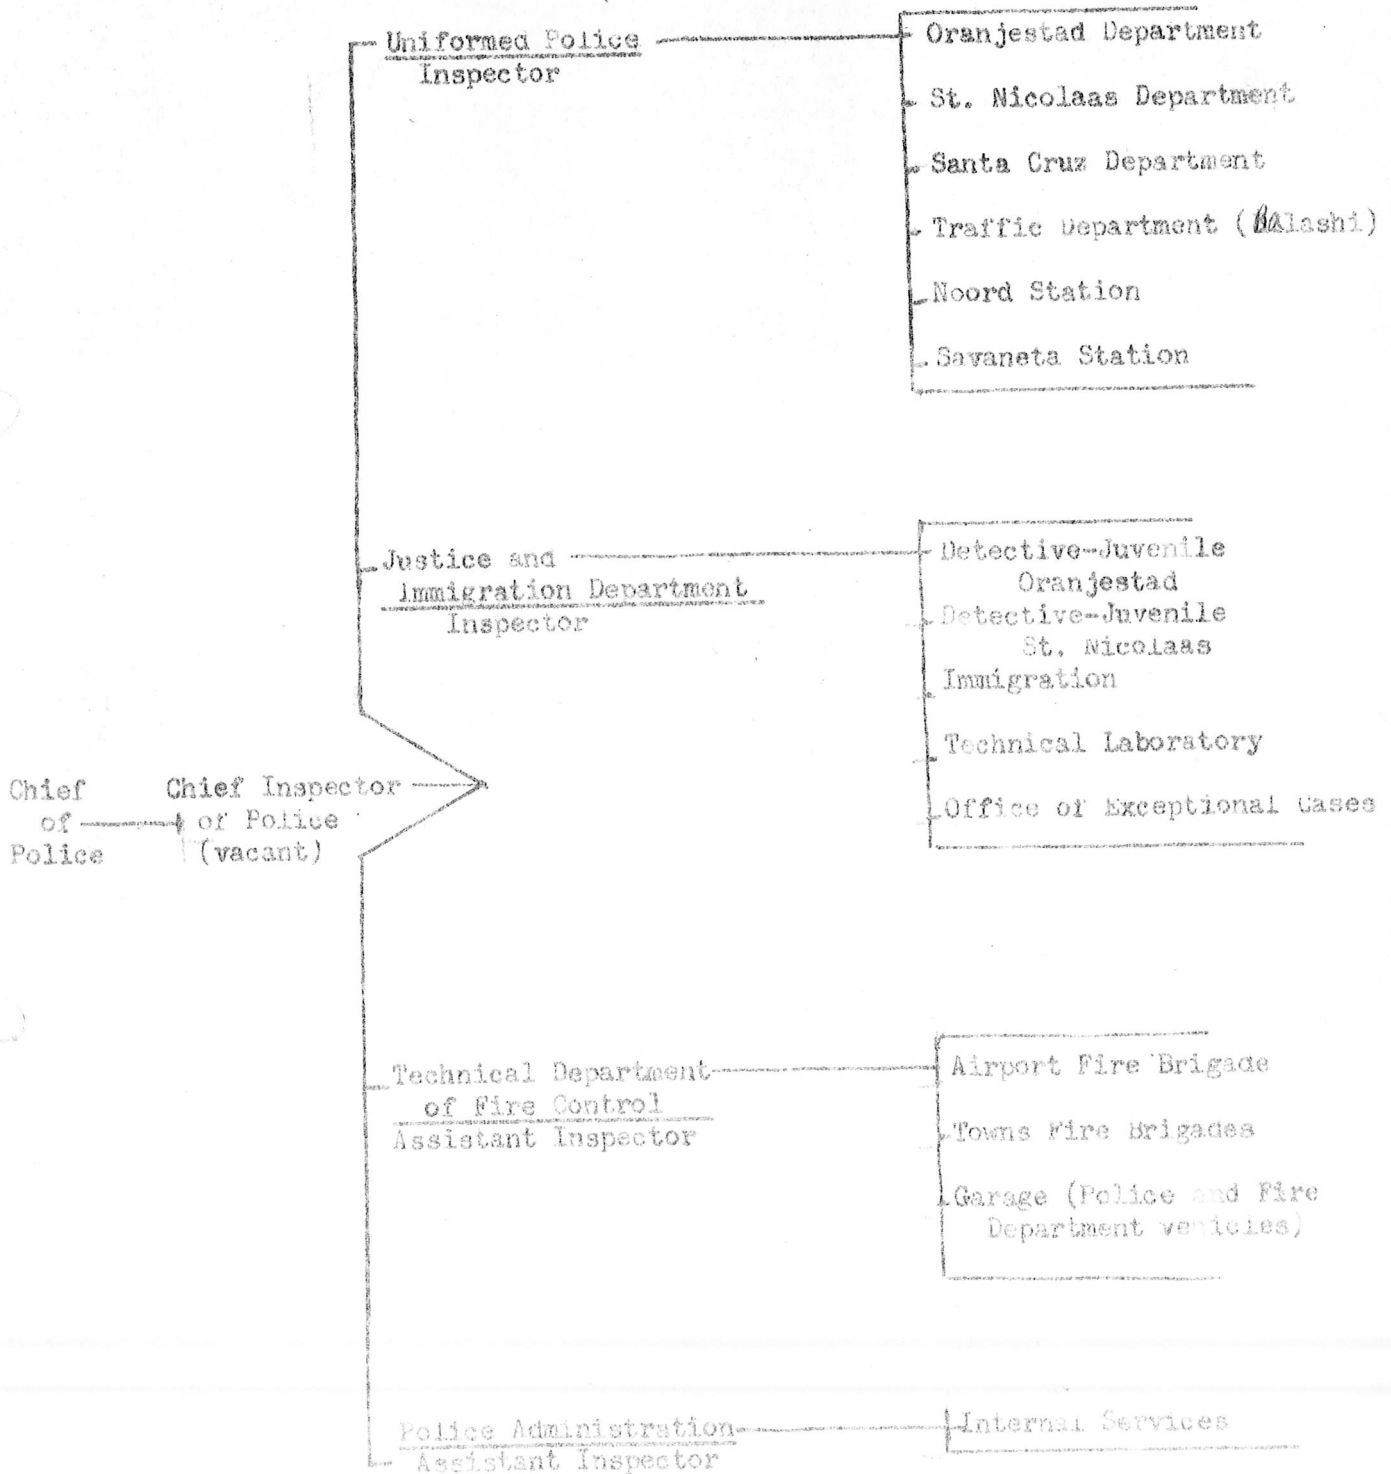 Uniformed Police
Inspector
Oranjestad Department
St. Nicolaas Department
Santa Cruz Department
Traffic Department (Balashi)
Noord Station
Savaneta Station
Justice and
Immigration Department
Inspector
Detective-Juvenile
Oranjestad
Detective-Juvenile
St. Nicolaas
Immigration
Technical Laboratory
Office of Exceptional Cases
Chief
of
Police
Chief Inspector
of Police
(vacant)
Technical Department
of Fire Control
Assistant Inspector
Airport Fire Brigade
Towns Fire Brigades
Garage (Police and Fire
Department vehicles)
Police Administration
Assistant Inspector
Internal Services